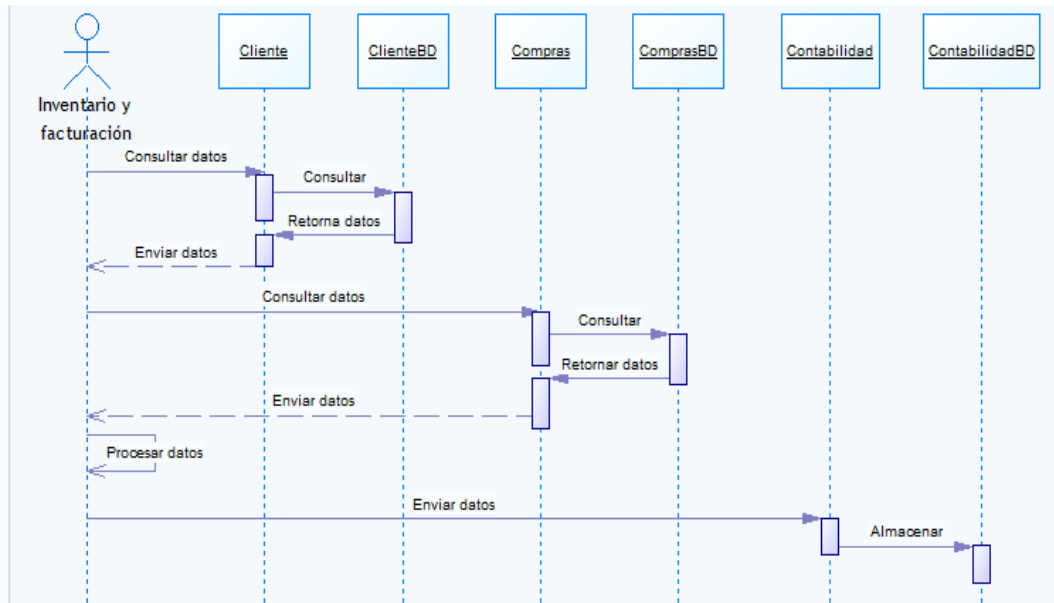 Cliente
ClienteBD
Compras
ComprasBD
Contabilidad
ContabilidadBD
Inventario y
facturación
Consultar datos
Consultar
Retorna datos
Enviar datos
Consultar datos
Consultar
Retornar datos
Enviar datos
Procesar datos
Enviar datos
Almacenar